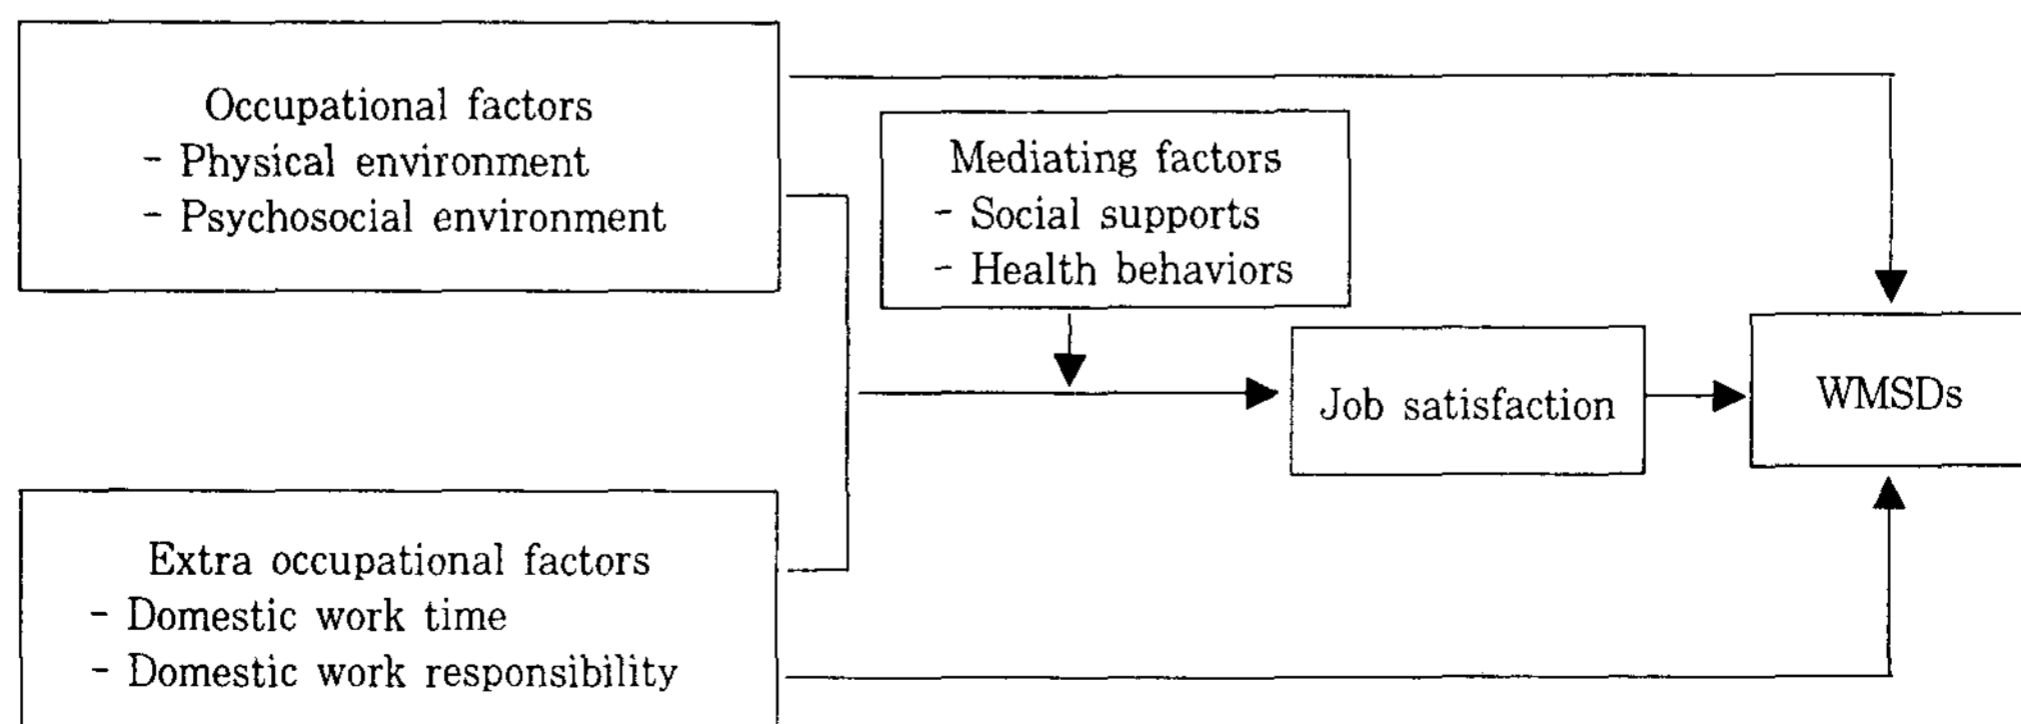 Occupational factors
- Physical environment
- Psychosocial environment
Mediating factors
- Social supports
- Health behaviors
Job satisfaction
WMSDs
Extra occupational factors
- Domestic work time
- Domestic work responsibility